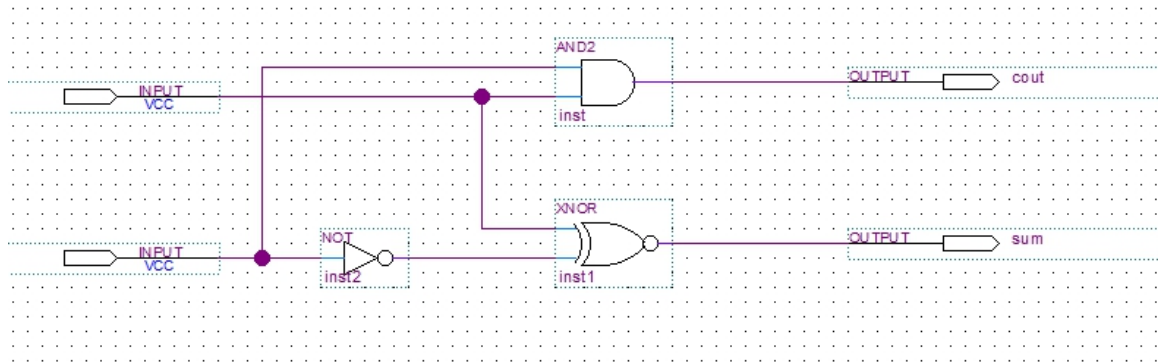 AND2
INPUT
VCC
OUTPUT
cout
inst
XNOR
INPUT
VCC
NOT
inst2
OUTPUT
sum
inst1